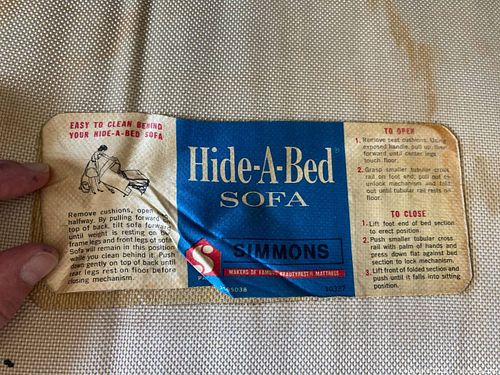 EASY TO CLEAN BEHIND
YOUR HIDE-A-BED SOFA
Remove cushions, open
halfway. By pulling forward
top of back, tilt sofa forward
until weight is resting on
frame legs and front legs of sofa
Sofa will remain in this position
while you clean behind it. Push
down gently on top of back until
rear legs rest on floor before
closing mechanism.
Hide-A-Bed
SOFA
S
SIMMONS
MAKERS OF FAMOUS BEAUTYREST MATTRESS
10327
TO OPEN
1. Remove seat cushions. Using
exposed handle, pull up, then
forward until center legs
touch floor.
2. Grasp smaller tubular cross
rail on foot end; pull out to
unlock mechanism and fold
out until tubular rail rests on
floor.
TO CLOSE
1. Lift foot end of bed section
to erect position
2. Push smaller tubular cross
rail with palm of hands and
press down flat against bed
section to lock mechanism.
3. Lift front of folded section and
push until it falls into sitting
position.